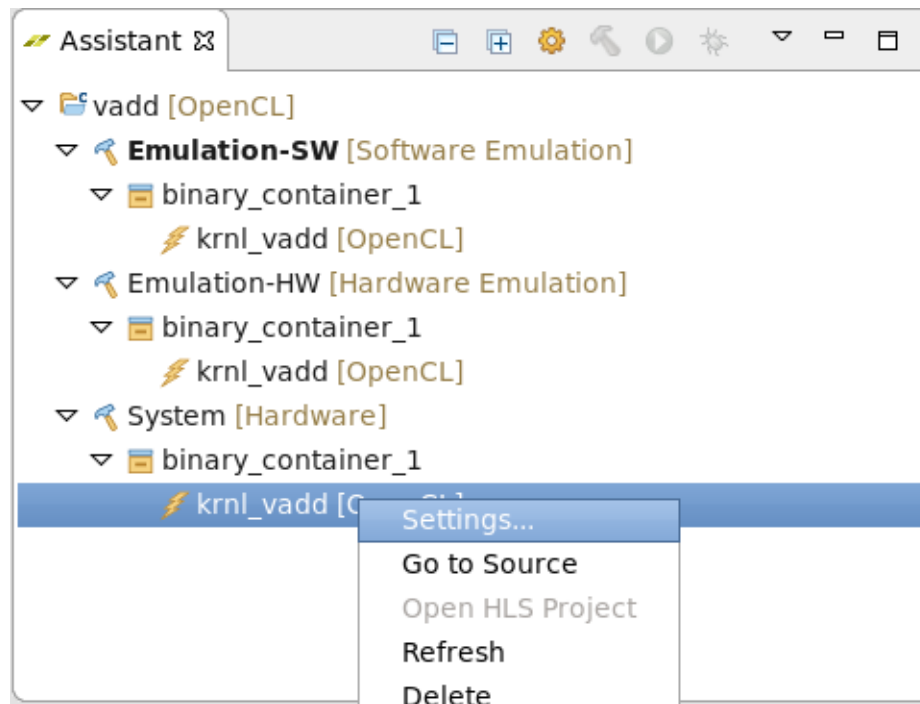 Assistant
vadd [OpenCL]
Emulation-SW [Software Emulation]
binary_container_1
krnl_vadd [OpenCL]
Emulation-HW [Hardware Emulation]
binary_container_1
krnl_vadd [OpenCL]
System [Hardware]
binary_container_1
krnl_vadd [OpenCL]
Settings...
Go to Source
Open HLS Project
Refresh
Delete